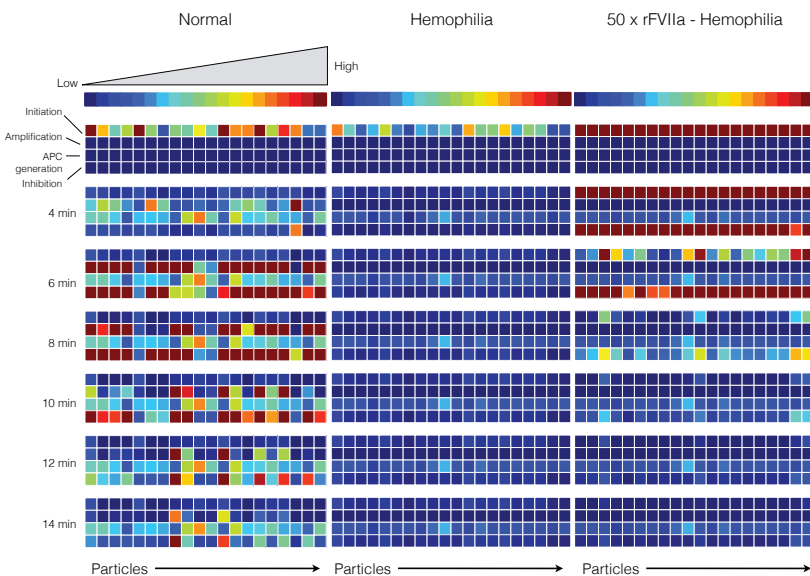 Normal
Hemophilia
50 x rFVIIa - Hemophilia
High
Low
Initiation
Amplification
APC
generation
Inhibition
4 min
6 min
8 min
10 min
12 min
14 min
Particles
Particles
Particles